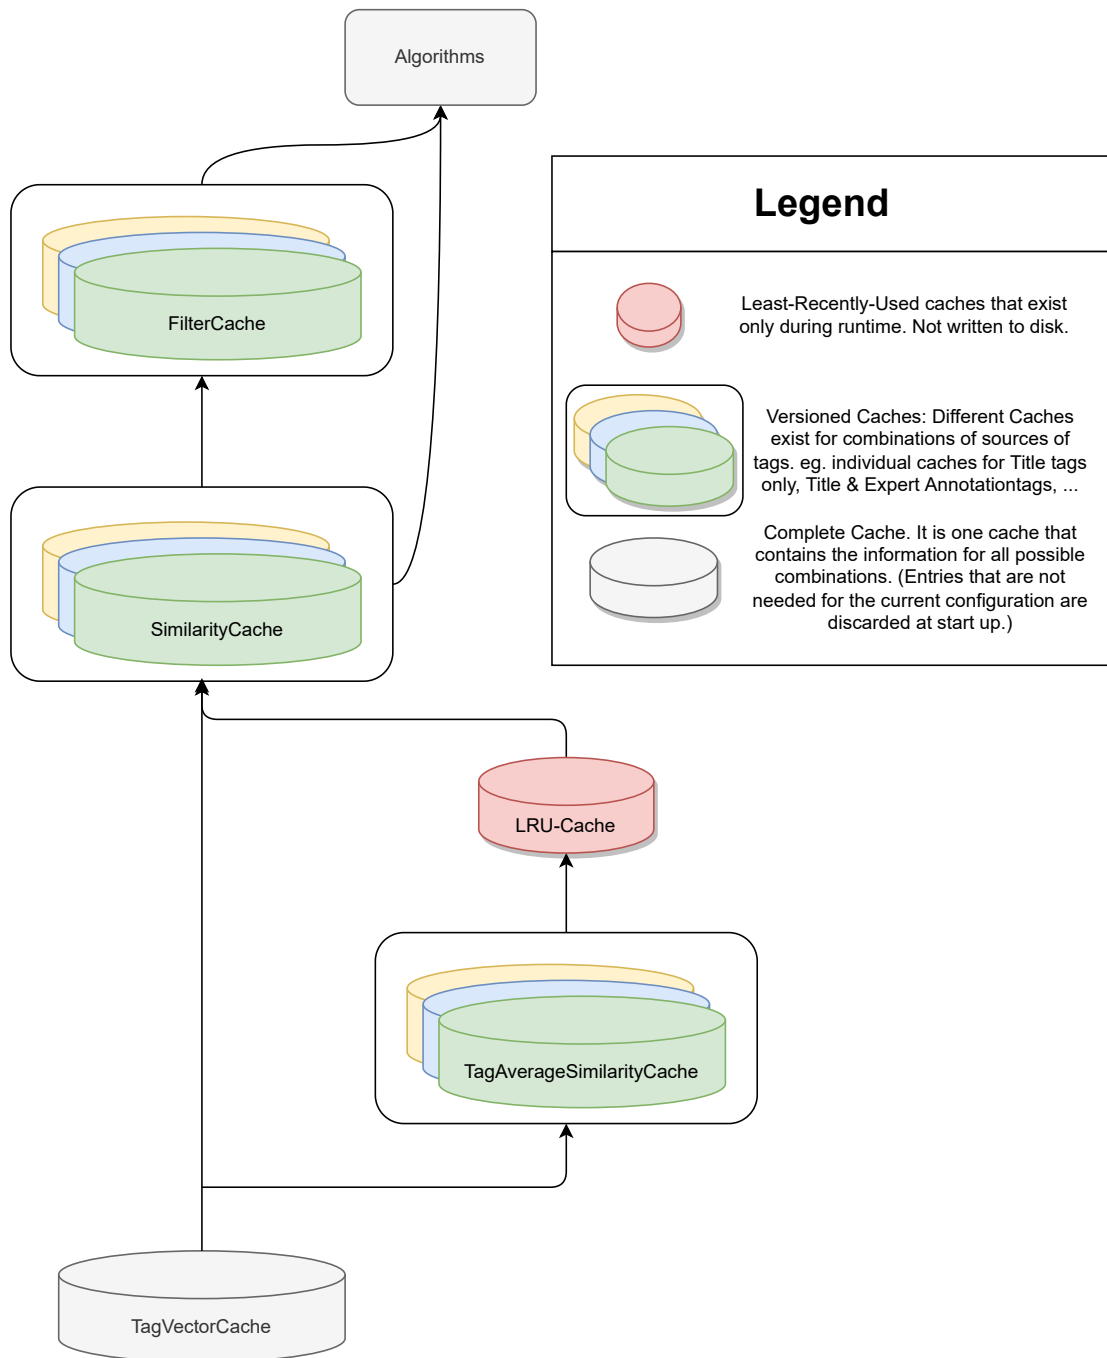 Algorithms
Legend
FilterCache
Least-Recently-Used caches that exist
only during runtime. Not written to disk.
Versioned Caches: Different Caches
exist for combinations of sources of
tags. eg. individual caches for Title tags
only, Title & Expert Annotationtags, ...
Complete Cache. It is one cache that
contains the information for all possible
combinations. (Entries that are not
needed for the current configuration are
discarded at start up.)
SimilarityCache
LRU-Cache
TagAverageSimilarityCache
TagVectorCache